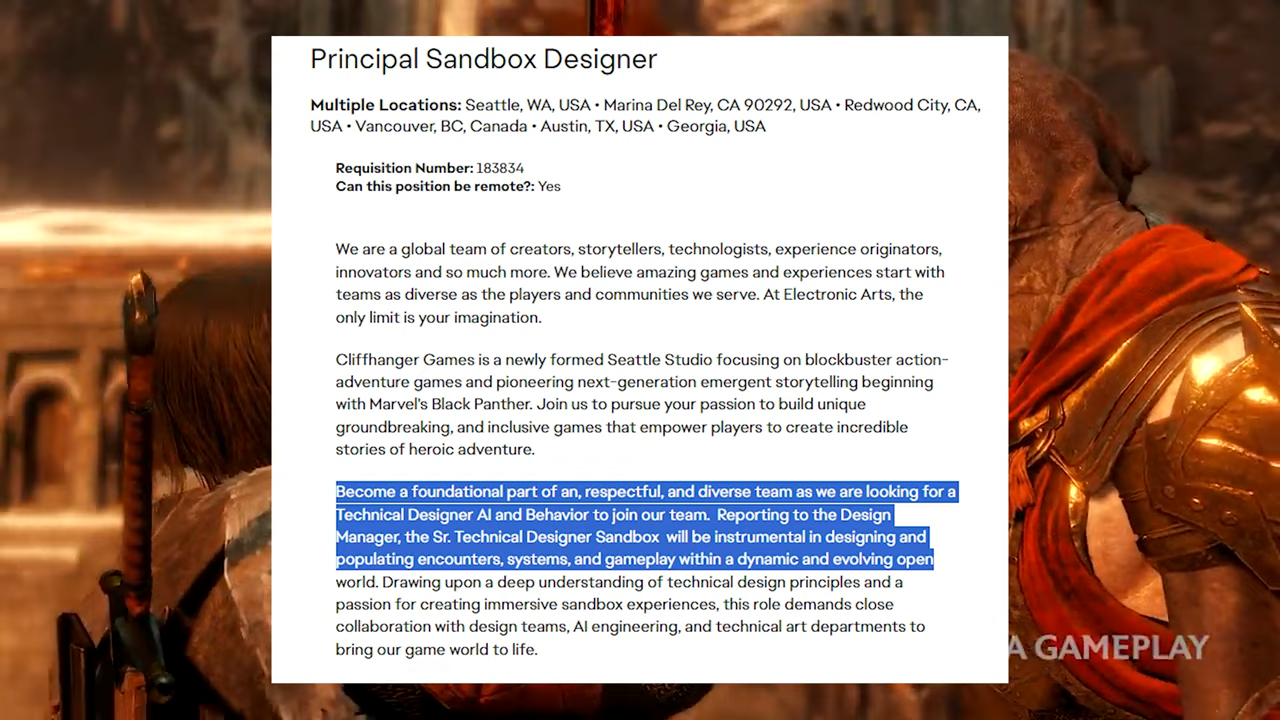 Principal Sandbox Designer
Multiple Locations: Seattle, WA, USA • Marina Del Rey, CA 90292, USA • Redwood City, CA,
USA • Vancouver, BC, Canada • Austin, TX, USA • Georgia, USA
Requisition Number: 183834
Can this position be remote?: Yes
We are a global team of creators, storytellers, technologists, experience originators,
innovators and so much more. We believe amazing games and experiences start with
teams as diverse as the players and communities we serve. At Electronic Arts, the
only limit is your imagination.
Cliffhanger Games is a newly formed Seattle Studio focusing on blockbuster action-
adventure games and pioneering next-generation emergent storytelling beginning
with Marvel's Black Panther. Join us to pursue your passion to build unique
groundbreaking, and inclusive games that empower players to create incredible
stories of heroic adventure.
Become a foundational part of an, respectful, and diverse team as we are looking for a
Technical Designer AI and Behavior to join our team. Reporting to the Design
Manager, the Sr. Technical Designer Sandbox will be instrumental in designing and
populating encounters, systems, and gameplay within a dynamic and evolving open
world. Drawing upon a deep understanding of technical design principles and a
passion for creating immersive sandbox experiences, this role demands close
collaboration with design teams, AI engineering, and technical art departments to
bring our game world to life.
A GAMEPLAY